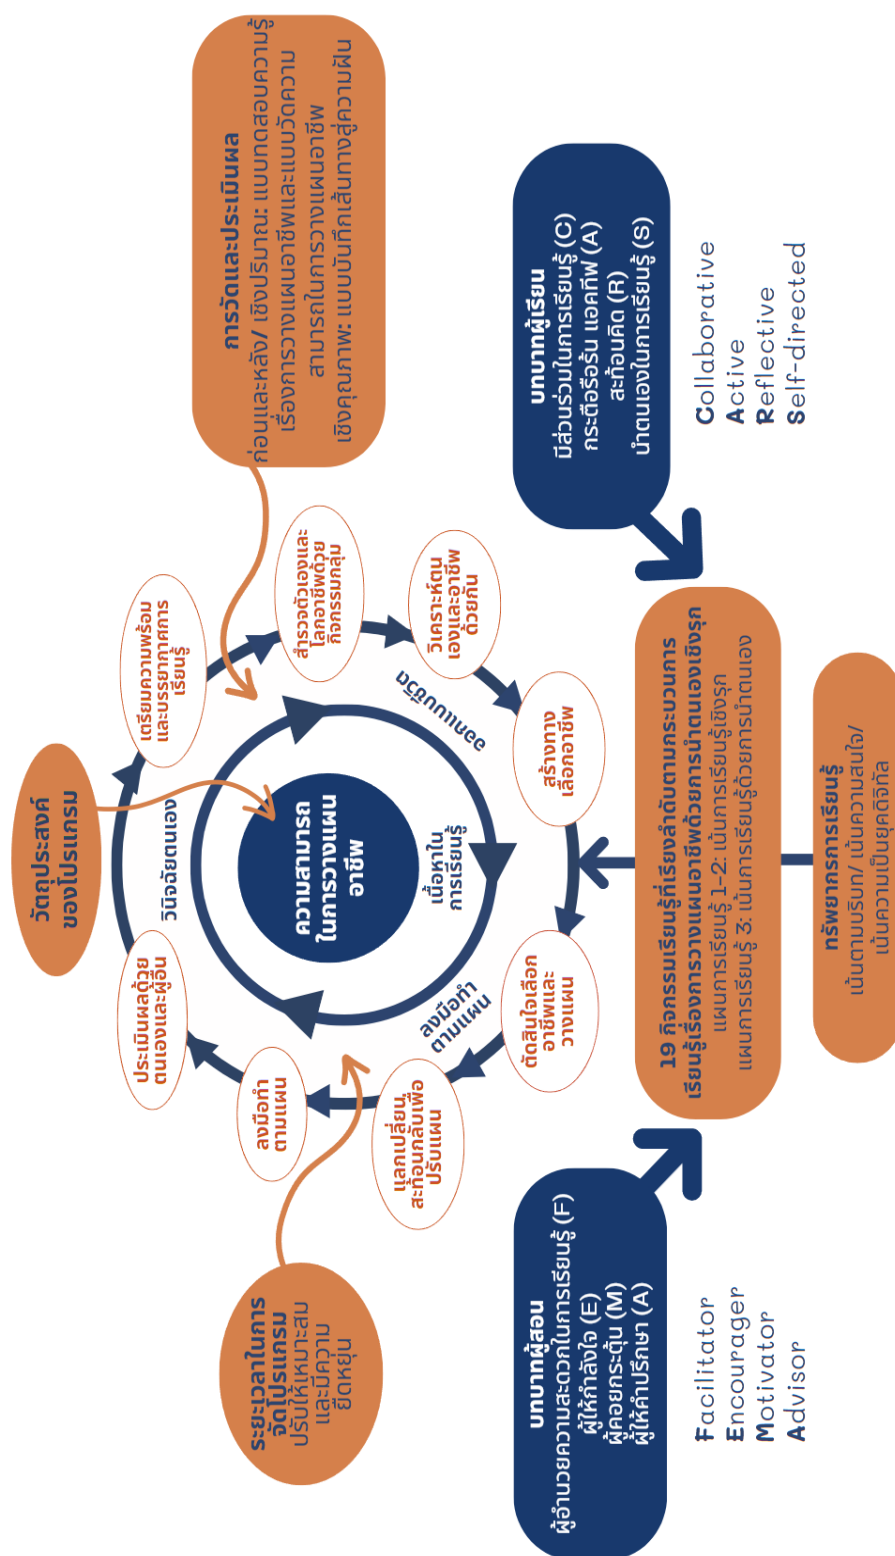 วัตถุประสงค์
ของโปรแกรม
ระยะเวลาในการ
จัดโปรแกรม
ปรับให้เหมาะสม
และมีความ
ยืดหยุ่น
การวัดและประเมินผล
ก่อนและหลัง/ เชิงปริมาณ: แบบทดสอบความรู้
เรื่องการวางแผนอาชีพและแบบวัดความ
สามารถในการวางแผนอาชีพ
เชิงคุณภาพ: แบบบันทึกเส้นทางสู่ความฝัน
เตรียมความพร้อม
และบรรยากาศการ
เรียนรู้
สำรวจตัวเองและ
โลกอาชีพด้วย
กิจกรรมกลุ่ม
วิเคราะห์ตน
เองและอาชีพ
ด้วยกัน
สร้างทาง
เลือกอาชีพ
ตัดสินใจเลือก
อาชีพและ
วางแผน
แลกเปลี่ยน
สะท้อนกลับเพื่อ
ปรับแผน
ลงมือทำ
ตามแผน
ประเมินผลด้วย
ตนเองและผู้อื่น
วินิจฉัยตนเอง
ออกแบบชีวิต
ลงมือทำ
ตามแผน
ความสามารถ
ในการวางแผน
อาชีพ
เนื้อหาใน
การเรียนรู้
บทบาทผู้สอน
ผู้อำนวยความสะดวกในการเรียนรู้ (F)
ผู้ให้กำลังใจ (E)
ผู้คอยกระตุ้น (M)
ผู้ให้คำปรึกษา (A)
Facilitator
Encourager
Motivator
Advisor
19 กิจกรรมเรียนรู้ที่เรียงลำดับตามกระบวนการ
เรียนรู้เรื่องการวางแผนอาชีพด้วยการนำตนเองเชิงรุก
แผนการเรียนรู้ 1-2: เน้นการเรียนรู้เชิงรุก
แผนการเรียนรู้ 3: เน้นการเรียนรู้ด้วยการนำตนเอง
ทรัพยากรการเรียนรู้
เน้นตามบริบท/ เน้นความสนใจ/
เน้นความเป็นยุคดิจิทัล
บทบาทผู้เรียน
มีส่วนร่วมในการเรียนรู้ (C)
กระตือรือร้น แอคทีฟ (A)
สะท้อนคิด (R)
นำตนเองในการเรียนรู้ (S)
Collaborative
Active
Reflective
Self-directed